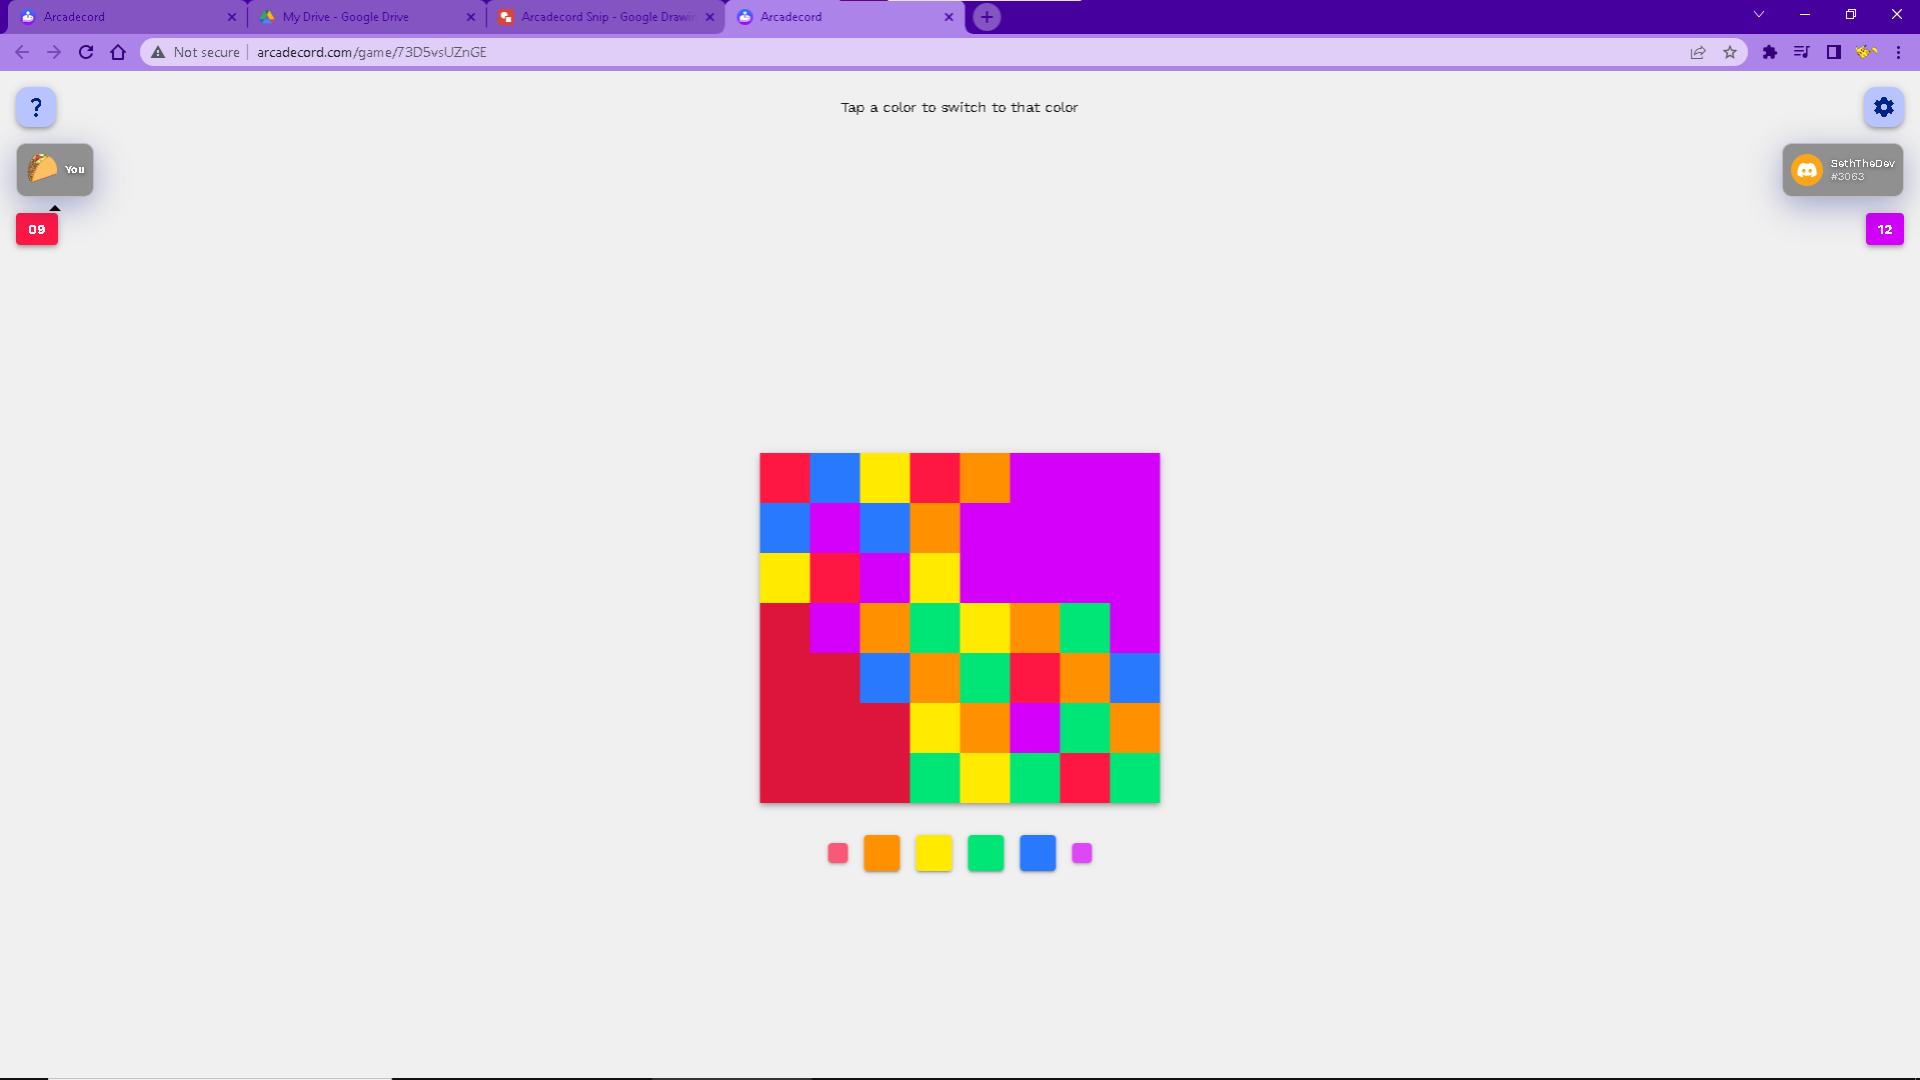 Arcadecord
My Drive - Google Drive
Arcadecord Snip - Google Drawin
Arcadecord
Not secure
arcadecord.com/game/73D5vsUZnGE
?
Tap a color to switch to that color
You
SethTheDev
#3063
09
12